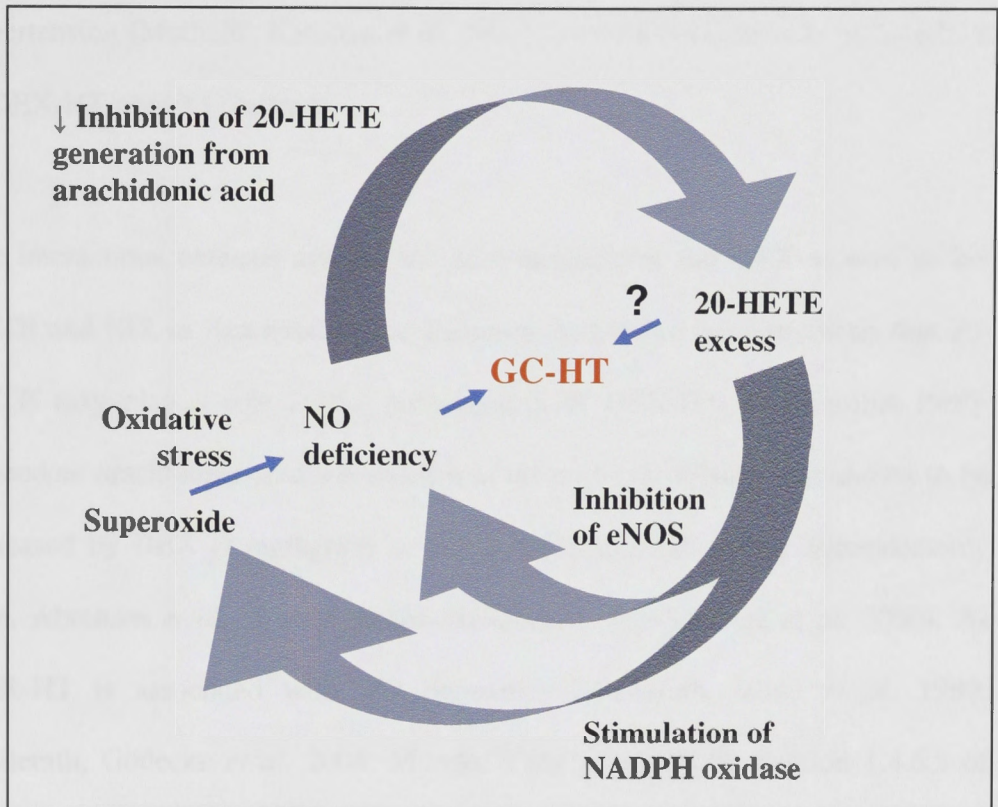 ↓ Inhibition of 20-HETE
generation from
arachidonic acid
?
20-HETE
excess
GC-HT
Oxidative
stress
NO
deficiency
Superoxide
Inhibition
of eNOS
Stimulation of
NADPH oxidase